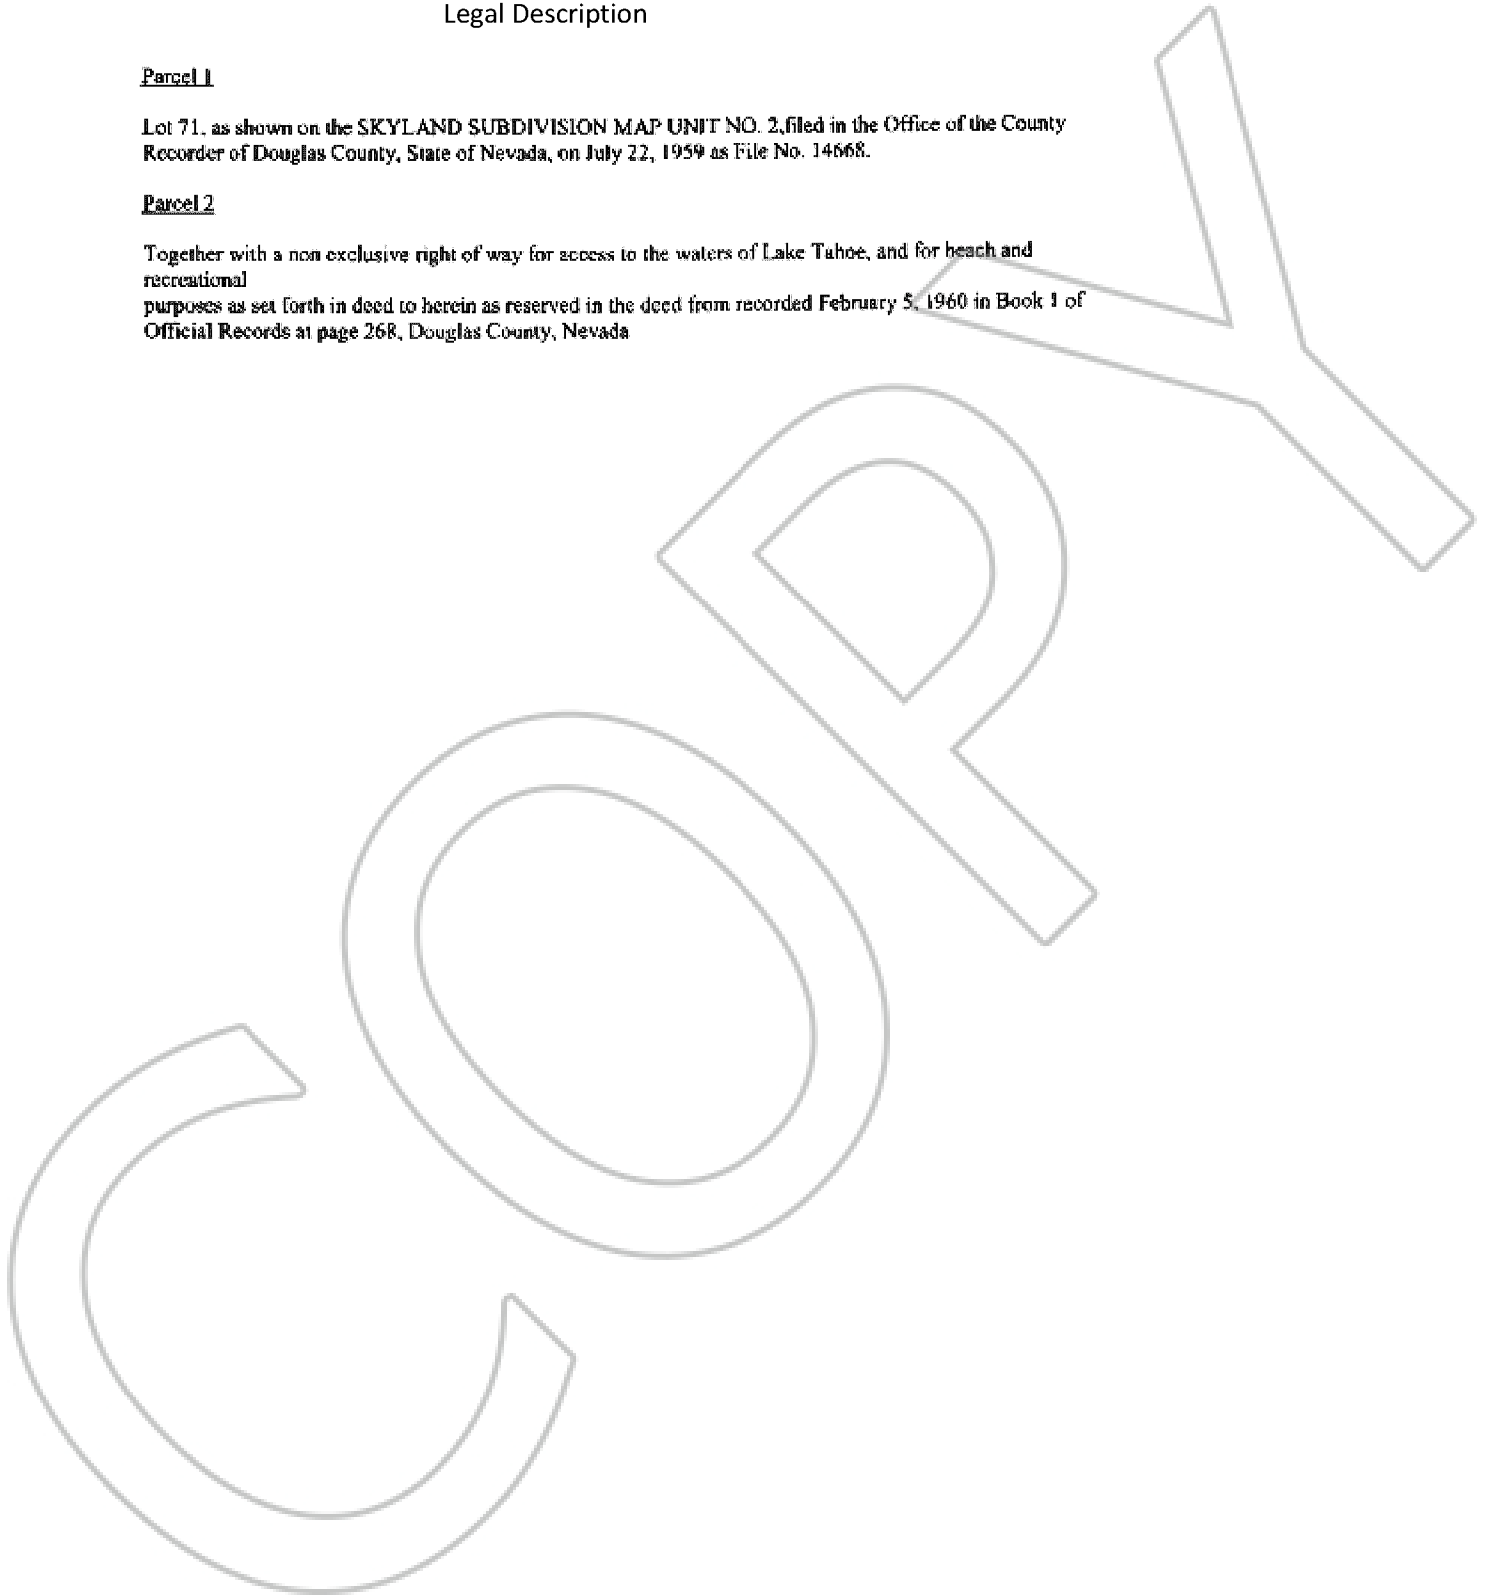 Legal Description
Parcel 1
Lot 71, as shown on the SKYLAND SUBDIVISION MAP UNIT NO. 2,filed in the Office of the County
Recorder of Douglas County, State of Nevada, on July 22, 1959 as File No. 14668.
Parcel 2
Together with a non exclusive right of way for access to the waters of Lake Tahoe, and for beach and
recreational
purposes as set forth in deed to herein as reserved in the deed from recorded February 5, 1960 in Book 1 of
Official Records at page 268, Douglas County, Nevada
COPY